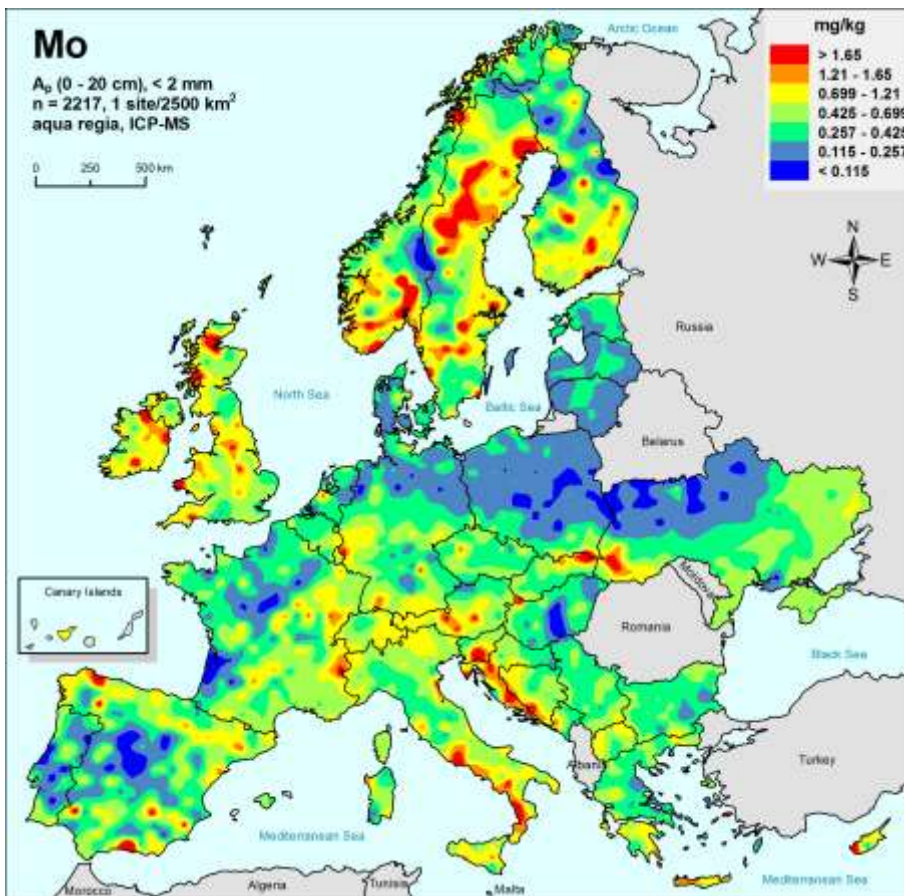 Mo
Ap (0 - 20 cm), < 2 mm
n = 2217, 1 site/2500 km2
aqua regia, ICP-MS
0 250 500 km
mg/kg
> 1.65
1.21 - 1.65
0.699 - 1.21
0.425 - 0.699
0.257 - 0.425
0.115 - 0.257
< 0.115
Arctic Ocean
N
W E
S
Russia
North Sea
Baltic Sea
Belarus
Canary Islands
Moldova
Romania
Black Sea
Albania
Turkey
Mediterranean Sea
Mediterranean Sea
Morocco
Algeria
Tunisia
Malta